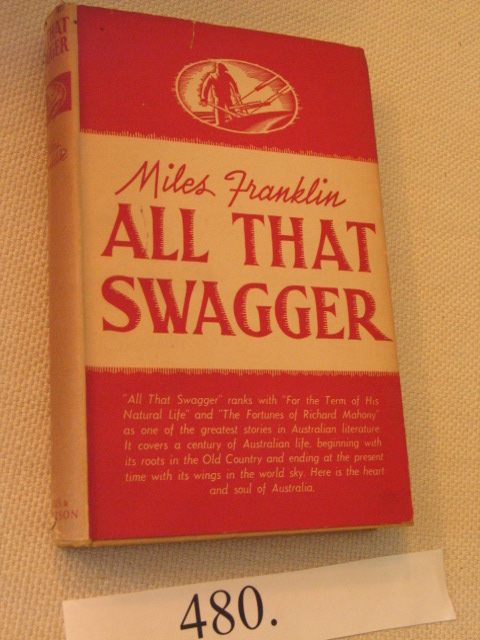 THAT
Miles Franklin
ALL THAT
SWAGGER
"All That Swagger" ranks with "For the Term of His
Natural Life" and "The Fortunes of Richard Mahony"
as one of the greatest stories in Australian literature.
It covers a century of Australian life, beginning with
its roots in the Old Country and ending at the present
time with its wings in the world sky. Here is the heart
and soul of Australia.
480.